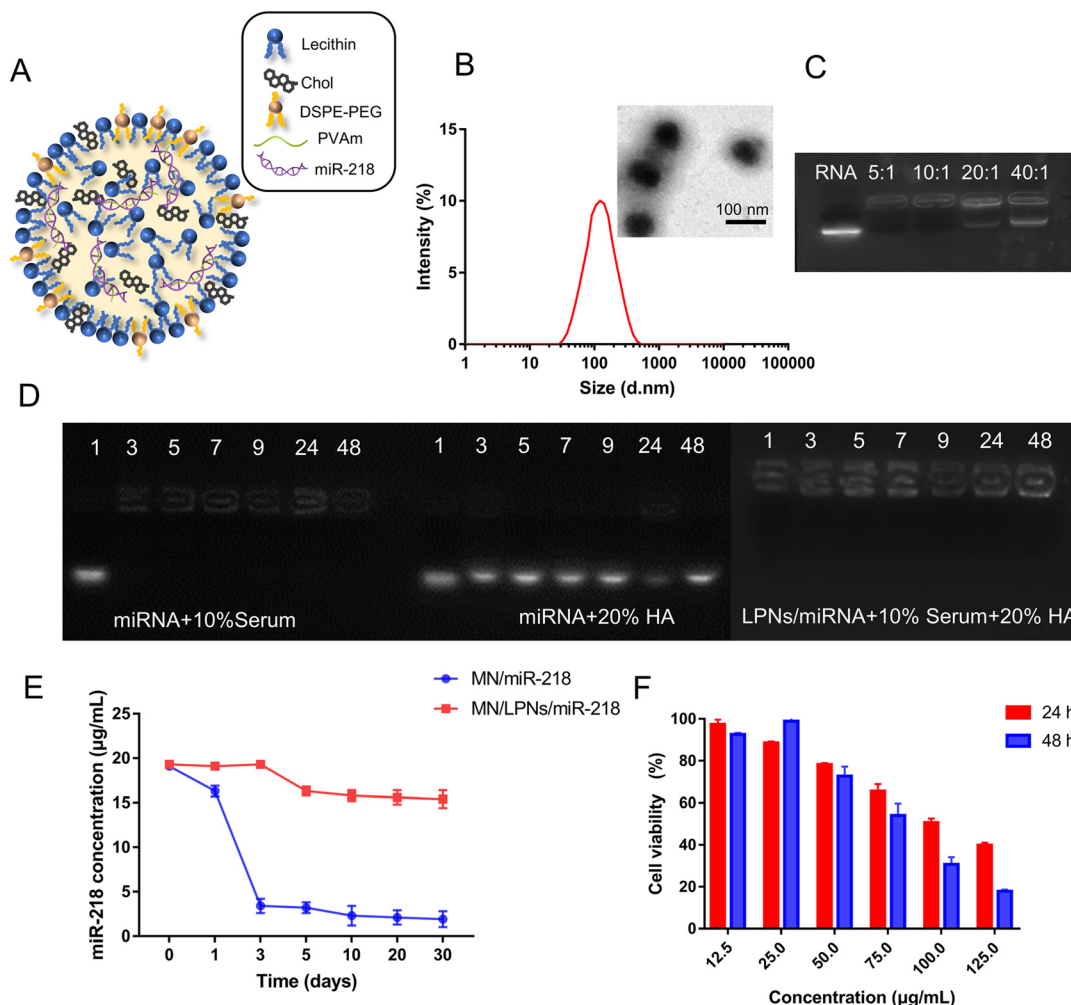 A
Lecithin
Chol
DSPE-PEG
PVAm
miR-218
B
Intensity (%)
15
10
5
0
1 10 100 1000 10000 100000
Size (d.nm)
100 nm
C
RNA 5:1 10:1 20:1 40:1
D
1 3 5 7 9 24 48
miRNA+10%Serum
1 3 5 7 9 24 48
miRNA+20% HA
1 3 5 7 9 24 48
LPNs/miRNA+10% Serum+20% HA
E
MN/miR-218
MN/LPNs/miR-218
miR-218 concentration (μg/mL)
25
20
15
10
5
0
0 1 3 5 10 20 30
Time (days)
F
24 h
48 h
Cell viability (%)
100
80
60
40
20
0
12.5 25.0 50.0 75.0 100.0 125.0
Concentration (μg/mL)